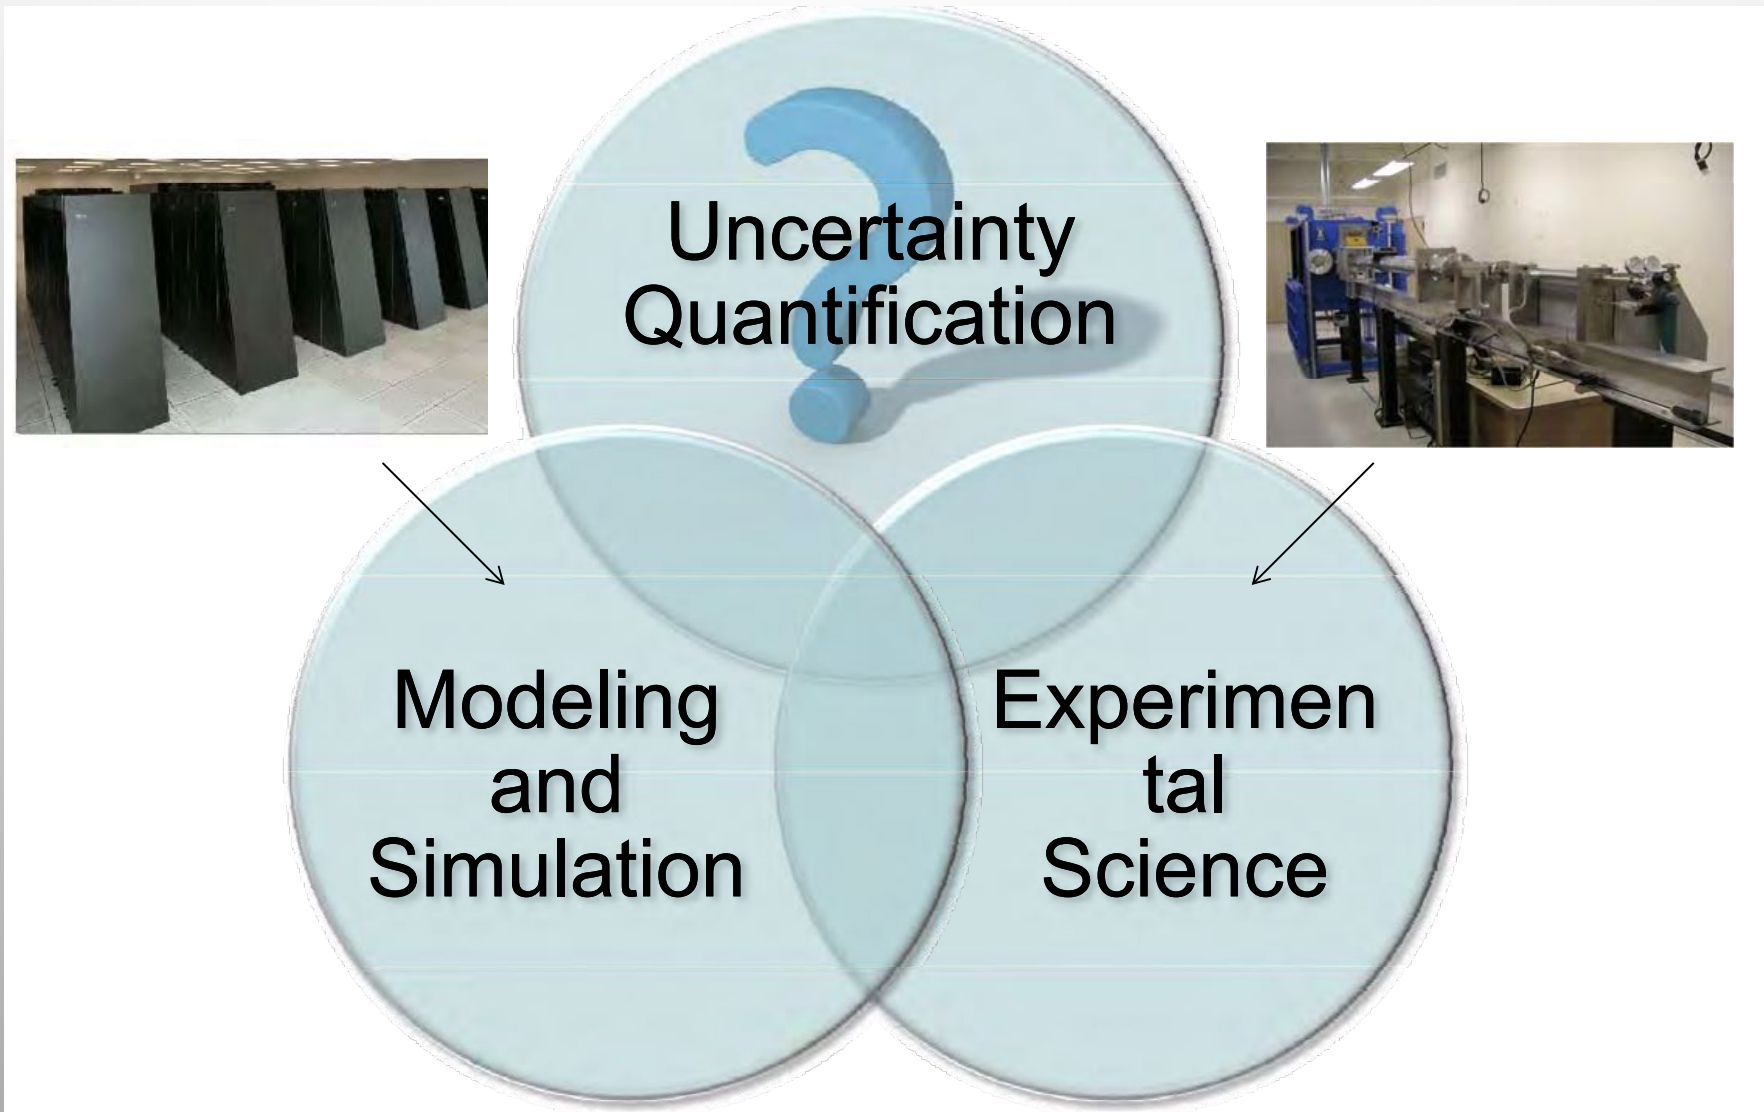 Uncertainty
Quantification
Modeling
and
Simulation
Experimen
tal
Science